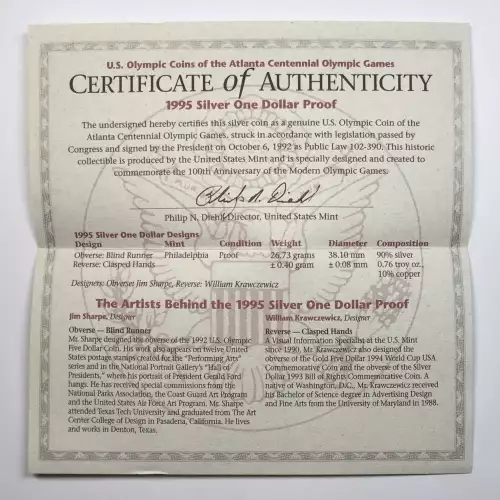 U.S. Olympic Coins of the Atlanta Centennial Olympic Games
CERTIFICATE of AUTHENTICITY
1995 Silver One Dollar Proof
The undersigned hereby certifies this silver coin as a genuine U.S. Olympic Coin of the
Atlanta Centennial Olympic Games, struck in accordance with legislation passed by
Congress and signed by the President on October 6, 1992 as Public Law 102-390. This historic
collectible is produced by the United States Mint and is specially designed and created to
commemorate the 100th Anniversary of the Modern Olympic Games.
Philip N. Diehl
Philip N. Diehl, Director, United States Mint
1995 Silver One Dollar Designs
Design Mint Condition Weight Diameter Composition
Obverse: Blind Runner Philadelphia Proof 26.73 grams 38.10 mm 90% silver
Reverse: Clasped Hands ± 0.40 gram ± 0.08 mm 0.76 troy oz.,
10% copper
Designers: Obverse: Jim Sharpe, Reverse: William Krawczewicz
The Artists Behind the 1995 Silver One Dollar Proof
Jim Sharpe, Designer
Obverse — Blind Runner
Mr. Sharpe designed the obverse of the 1992 U.S. Olympic
Five Dollar Coin. His work also appears on twelve United
States postage stamps created for the "Performing Arts"
series and in the National Portrait Gallery's "Hall of
Presidents," where his portrait of President Gerald Ford
hangs. He has received special commissions from the
National Parks Association, the Coast Guard Art Program
and the United States Air Force Art Program. Mr. Sharpe
attended Texas Tech University and graduated from The Art
Center College of Design in Pasadena, California. He lives
and works in Denton, Texas.
William Krawczewicz, Designer
Reverse — Clasped Hands
A Visual Information Specialist at the U.S. Mint
since 1990, Mr. Krawczewicz also designed the
obverse of the Gold Five Dollar 1994 World Cup USA
Commemorative Coin and the obverse of the Silver
Dollar 1993 Bill of Rights Commemorative Coin. A
native of Washington, D.C., Mr. Krawczewicz received
his Bachelor of Science degree in Advertising Design
and Fine Arts from the University of Maryland in 1988.